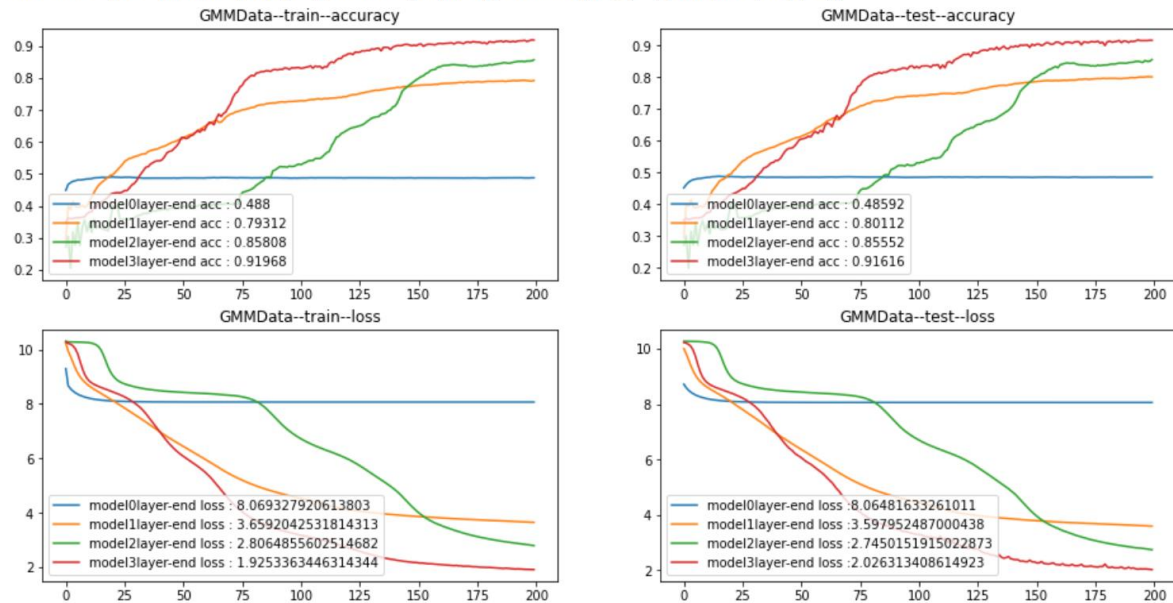 GMMData--train--accuracy
0.9
0.8
0.7
0.6
0.5
0.4
0.3
0.2
model0layer-end acc : 0.488
model1layer-end acc : 0.79312
model2layer-end acc : 0.85808
model3layer-end acc : 0.91968
0 25 50 75 100 125 150 175 200
GMMData--test--accuracy
0.9
0.8
0.7
0.6
0.5
0.4
0.3
0.2
model0layer-end acc : 0.48592
model1layer-end acc : 0.80112
model2layer-end acc : 0.85552
model3layer-end acc : 0.91616
0 25 50 75 100 125 150 175 200
GMMData--train--loss
10
8
6
4
2
model0layer-end loss : 8.069327920613803
model1layer-end loss : 3.6592042531814313
model2layer-end loss : 2.8064855602514682
model3layer-end loss : 1.9253363446314344
0 25 50 75 100 125 150 175 200
GMMData--test--loss
10
8
6
4
2
model0layer-end loss :8.06481633261011
model1layer-end loss :3.597952487000438
model2layer-end loss :2.7450151915022873
model3layer-end loss :2.026313408614923
0 25 50 75 100 125 150 175 200